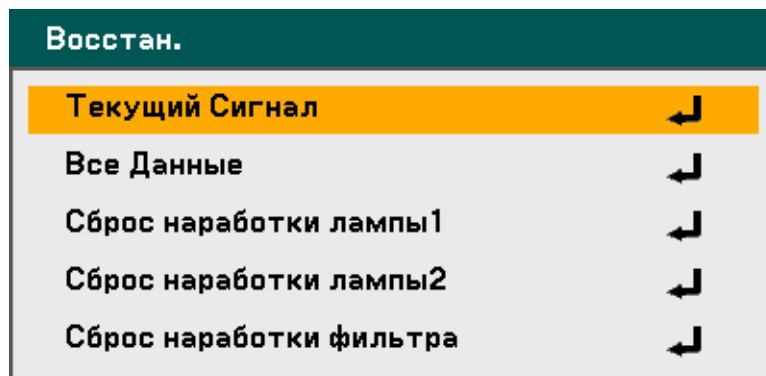 Восстан.
Текущий Сигнал
Все Данные
Сброс наработки лампы1
Сброс наработки лампы2
Сброс наработки фильтра